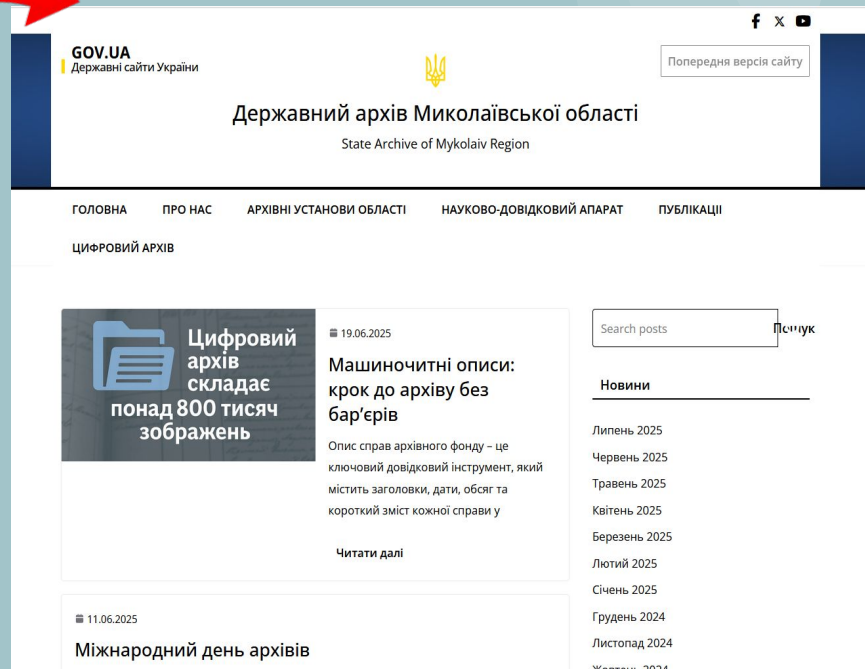 GOV.UA
Державні сайти України
Попередня версія сайту
Державний архів Миколаївської області
State Archive of Mykolaiv Region
ГОЛОВНА
ПРО НАС
АРХІВНІ УСТАНОВИ ОБЛАСТІ
НАУКОВО-ДОВІДКОВИЙ АПАРАТ
ПУБЛІКАЦІЇ
ЦИФРОВИЙ АРХІВ
Цифровий
архів
складає
понад 800 тисяч
зображень
19.06.2025
Машиночитні описи:
крок до архіву без
бар’єрів
Опис справ архівного фонду – це
ключовий довідковий інструмент, який
містить заголовки, дати, обсяг та
короткий зміст кожної справи у
Читати далі
11.06.2025
Міжнародний день архівів
Search posts
Пошук
Новини
Липень 2025
Червень 2025
Травень 2025
Квітень 2025
Березень 2025
Лютий 2025
Січень 2025
Грудень 2024
Листопад 2024
Жовтень 2024